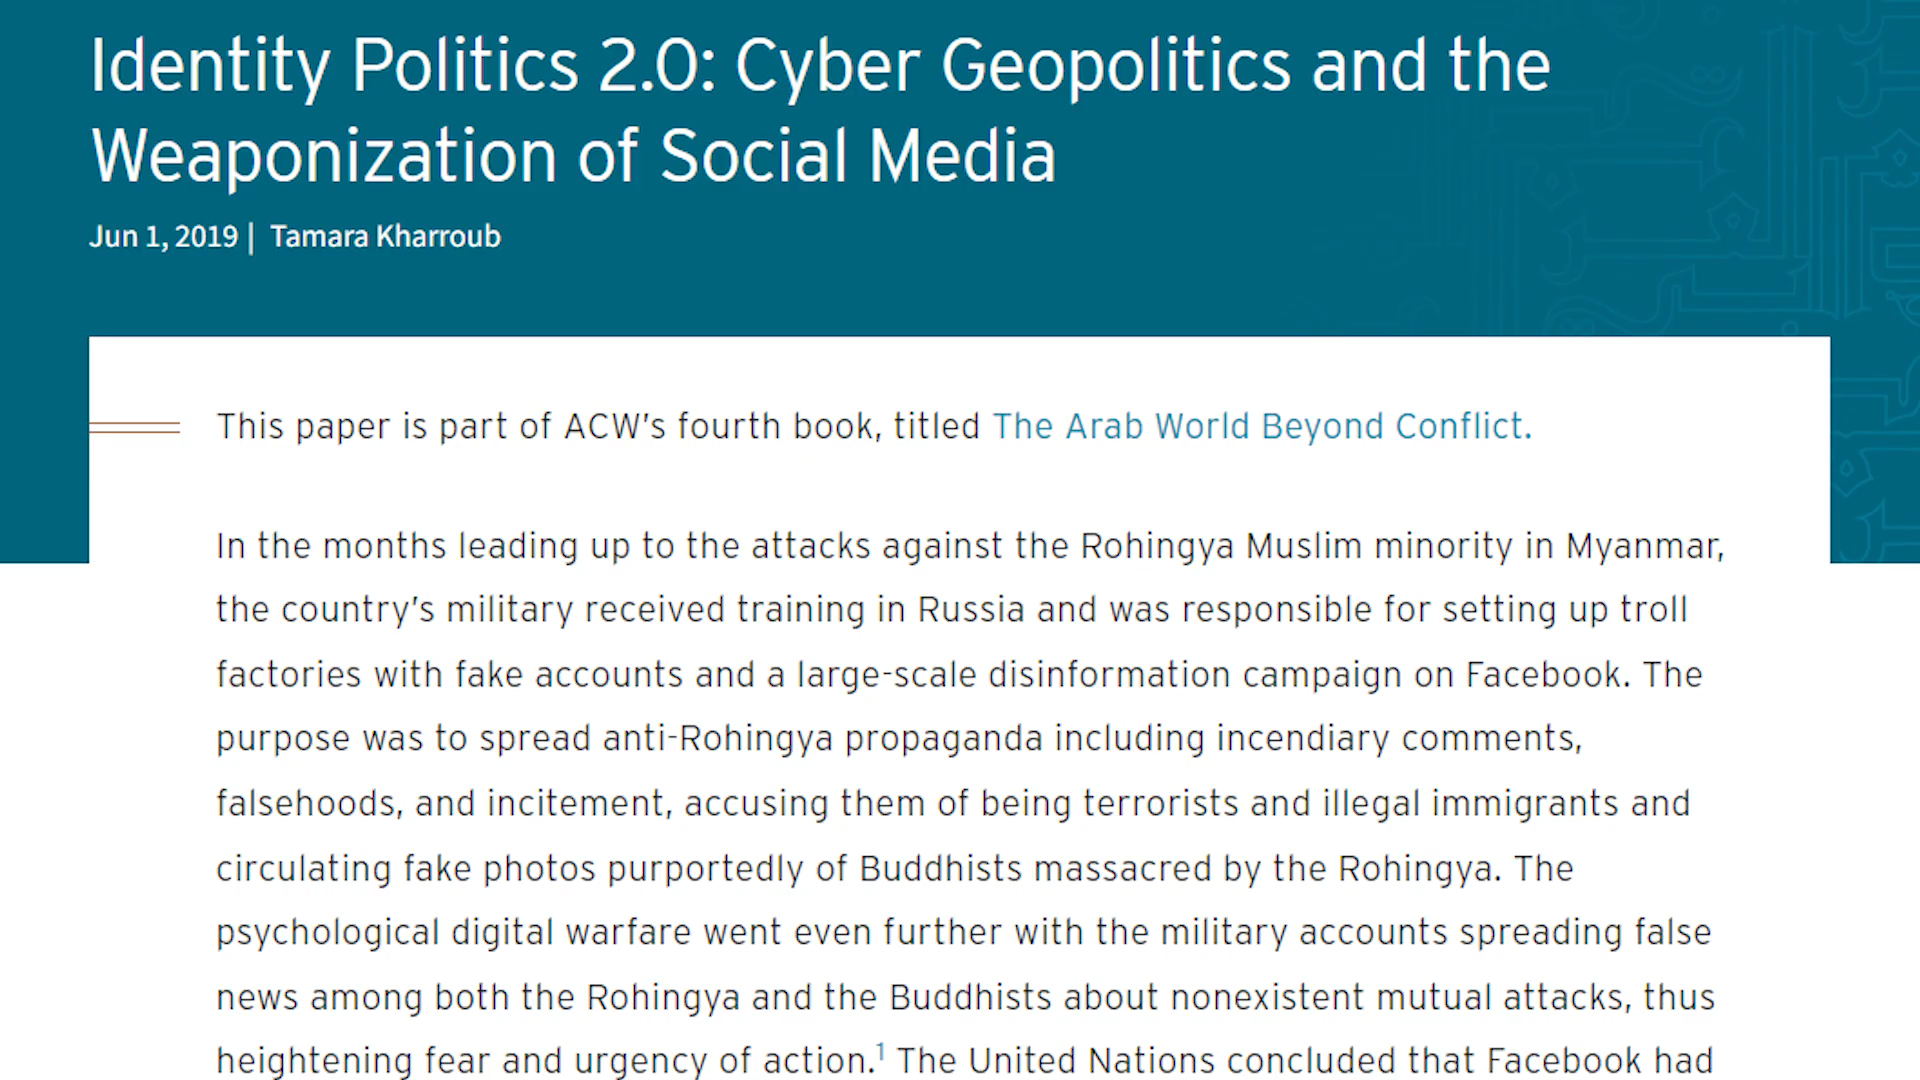 Identity Politics 2.0: Cyber Geopolitics and the
Weaponization of Social Media
Jun 1, 2019 | Tamara Kharroub
This paper is part of ACW’s fourth book, titled The Arab World Beyond Conflict.
In the months leading up to the attacks against the Rohingya Muslim minority in Myanmar,
the country’s military received training in Russia and was responsible for setting up troll
factories with fake accounts and a large-scale disinformation campaign on Facebook. The
purpose was to spread anti-Rohingya propaganda including incendiary comments,
falsehoods, and incitement, accusing them of being terrorists and illegal immigrants and
circulating fake photos purportedly of Buddhists massacred by the Rohingya. The
psychological digital warfare went even further with the military accounts spreading false
news among both the Rohingya and the Buddhists about nonexistent mutual attacks, thus
heightening fear and urgency of action.1 The United Nations concluded that Facebook had